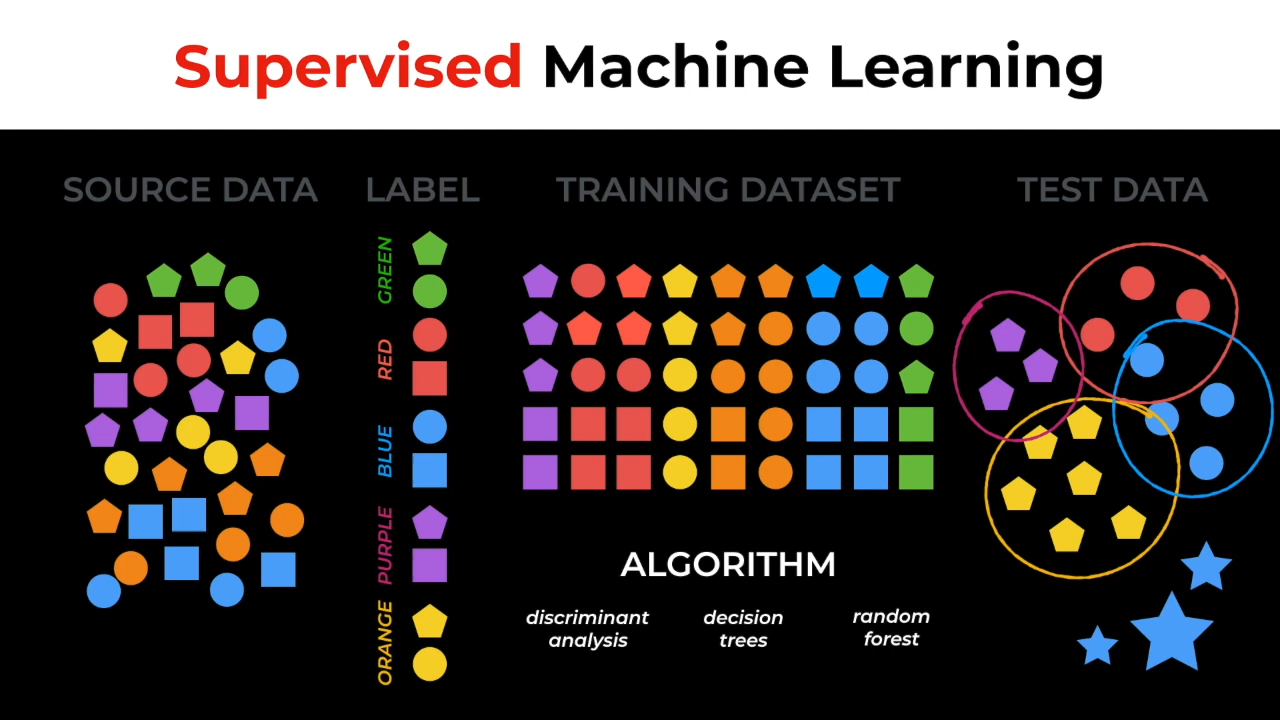 Supervised Machine Learning
SOURCE DATA
LABEL
TRAINING DATASET
TEST DATA
GREEN
RED
BLUE
PURPLE
ORANGE
ALGORITHM
discriminant
analysis
decision
trees
random
forest